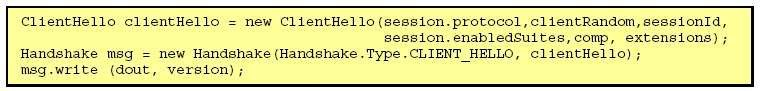 ClientHello clientHello = new ClientHello(session.protocol,clientRandom,sessionId,
session.enabledSuites,comp, extensions);
Handshake msg = new Handshake(Handshake.Type.CLIENT_HELLO, clientHello);
msg.write (dout, version);